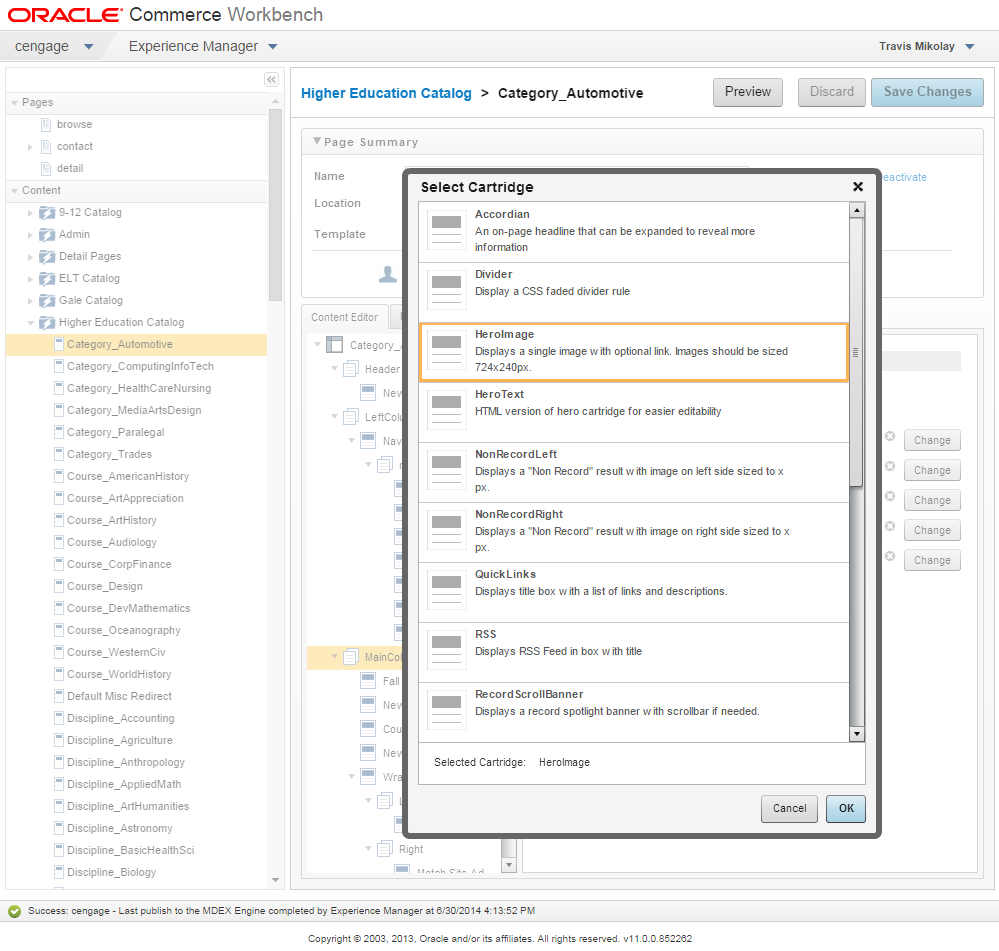 ORACLE Commerce Workbench
cengage Experience Manager Travis Mikolay
Pages
browse
contact
detail
Content
9-12 Catalog
Admin
Detail Pages
ELT Catalog
Gale Catalog
Higher Education Catalog
Category_Automotive
Category_ComputingInfoTech
Category_HealthCareNursing
Category_MediaArtsDesign
Category_Paralegal
Category_Trades
Course_AmericanHistory
Course_ArtAppreciation
Course_ArtHistory
Course_Audiology
Course_CorpFinance
Course_Design
Course_DevMathematics
Course_Oceanography
Course_WesternCiv
Course_WorldHistory
Default Misc Redirect
Discipline_Accounting
Discipline_Agriculture
Discipline_Anthropology
Discipline_AppliedMath
Discipline_ArtHumanities
Discipline_Astronomy
Discipline_BasicHealthSci
Discipline_Biology
Higher Education Catalog > Category_Automotive
Preview Discard Save Changes
Page Summary
Name
Location
Template
eactivate
Content Editor
Category_
Header
New
LeftColu
Nav
MainCol
Fall
New
Cou
New
Wra
L
Right
Match Site Ad
Change
Change
Change
Change
Change
Select Cartridge
Accordian
An on-page headline that can be expanded to reveal more
information
Divider
Display a CSS faded divider rule
HeroImage
Displays a single image with optional link. Images should be sized
724x240px.
HeroText
HTML version of hero cartridge for easier editability
NonRecordLeft
Displays a "Non Record" result with image on left side sized to x
px.
NonRecordRight
Displays a "Non Record" result with image on right side sized to x
px.
QuickLinks
Displays title box with a list of links and descriptions.
RSS
Displays RSS Feed in box with title
RecordScrollBanner
Displays a record spotlight banner with scrollbar if needed.
Selected Cartridge: HeroImage
Cancel OK
Success: cengage - Last publish to the MDEX Engine completed by Experience Manager at 6/30/2014 4:13:52 PM
Copyright © 2003, 2013, Oracle and/or its affiliates. All rights reserved. v11.0.0.852262